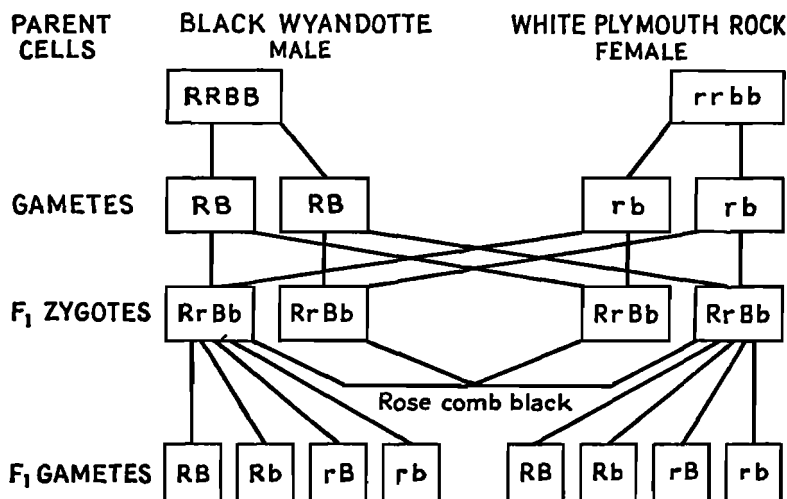 PARENT CELLS
BLACK WYANDOTTE
MALE
WHITE PLYMOUTH ROCK
FEMALE
RRBB
rrbb
GAMETES
RB
RB
rb
rb
F1 ZYGOTES
RrBb
RrBb
RrBb
RrBb
Rose comb black
F1 GAMETES
RB
Rb
rB
rb
RB
Rb
rB
rb